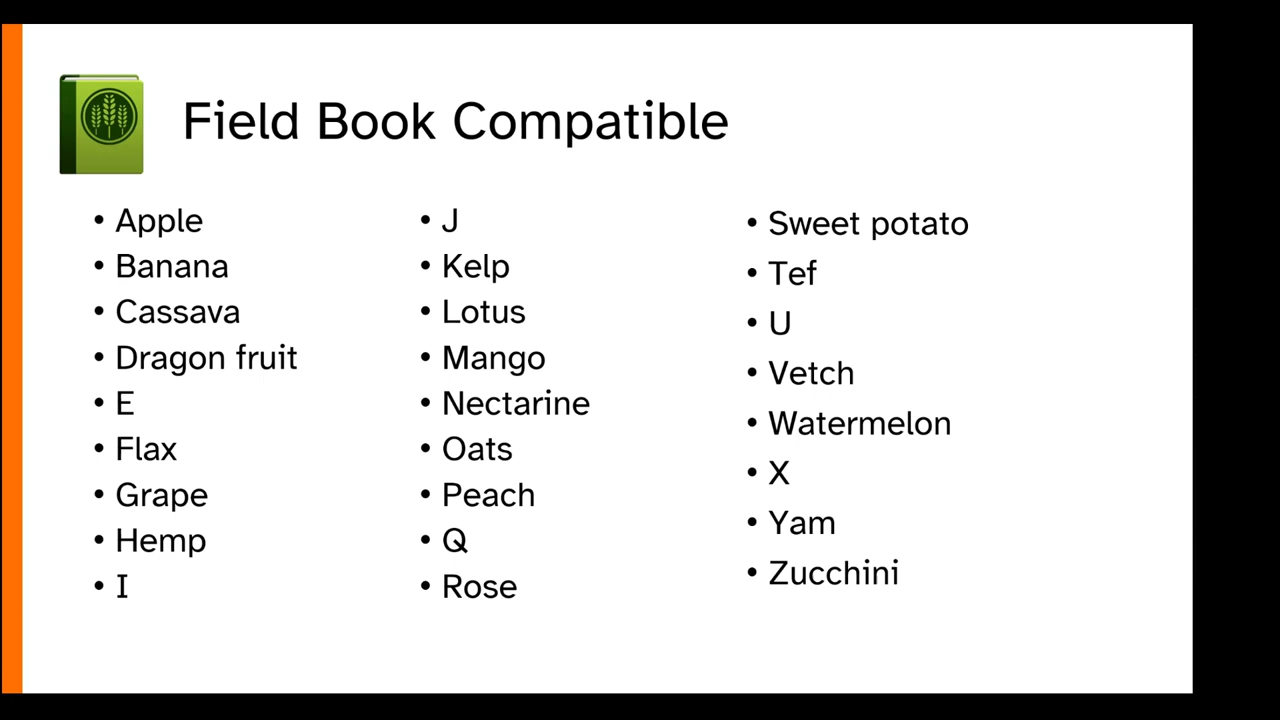 Field Book Compatible
• Apple
• Banana
• Cassava
• Dragon fruit
• E
• Flax
• Grape
• Hemp
• I
• J
• Kelp
• Lotus
• Mango
• Nectarine
• Oats
• Peach
• Q
• Rose
• Sweet potato
• Tef
• U
• Vetch
• Watermelon
• X
• Yam
• Zucchini